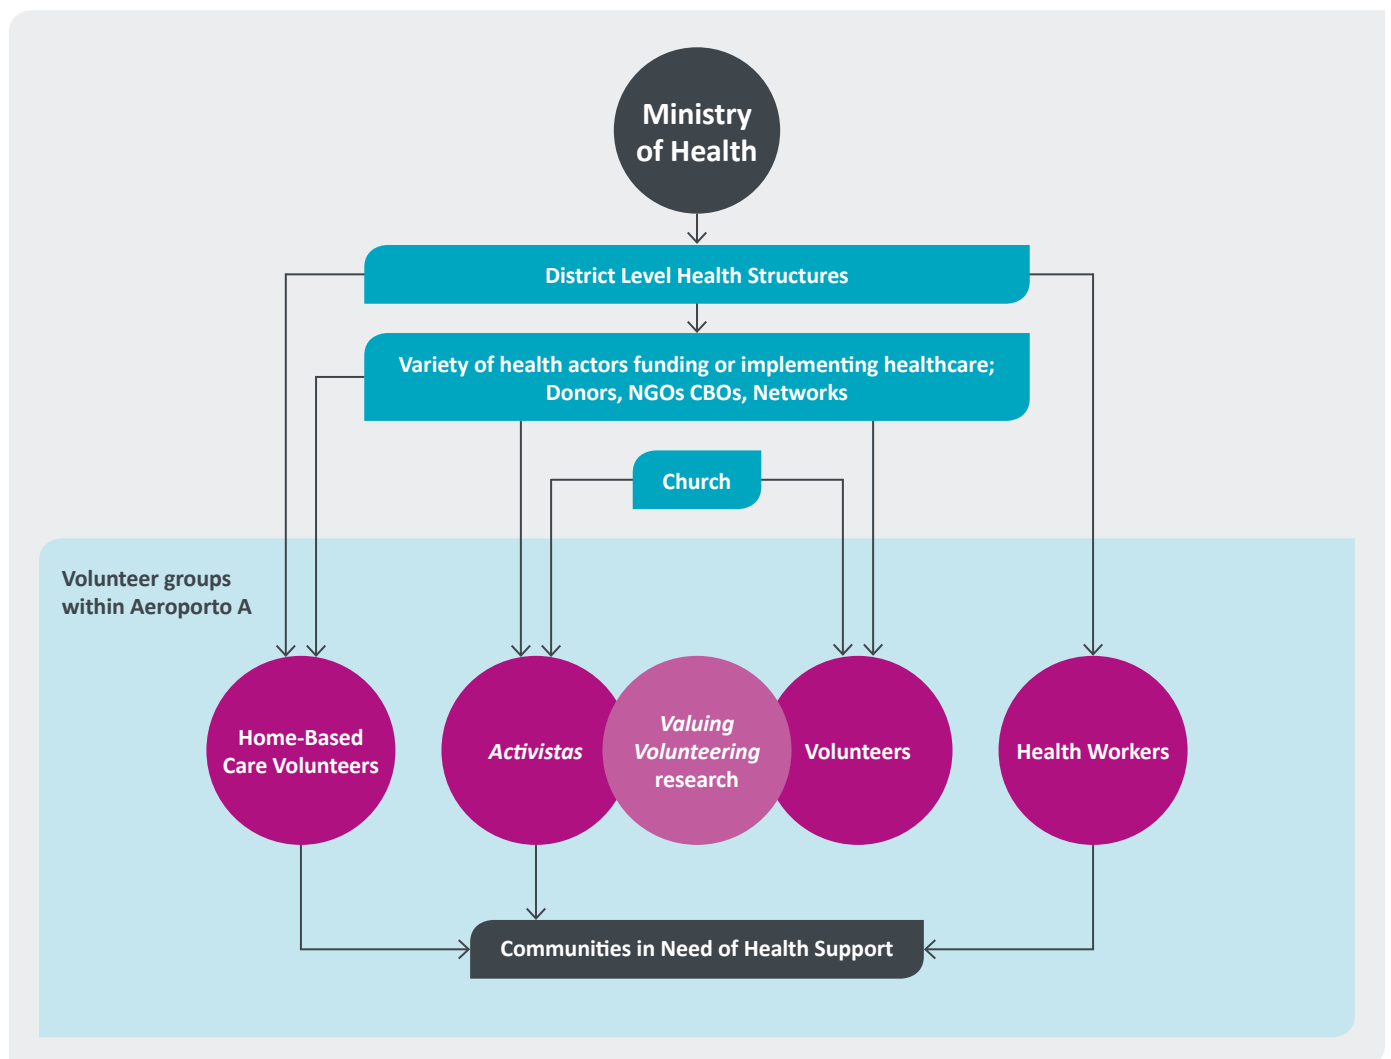 Ministry
of Health
District Level Health Structures
Variety of health actors funding or implementing healthcare;
Donors, NGOs CBOs, Networks
Church
Volunteer groups
within Aeroporto A
Home-Based
Care Volunteers
Activistas
Valuing
Volunteering
research
Volunteers
Health Workers
Communities in Need of Health Support